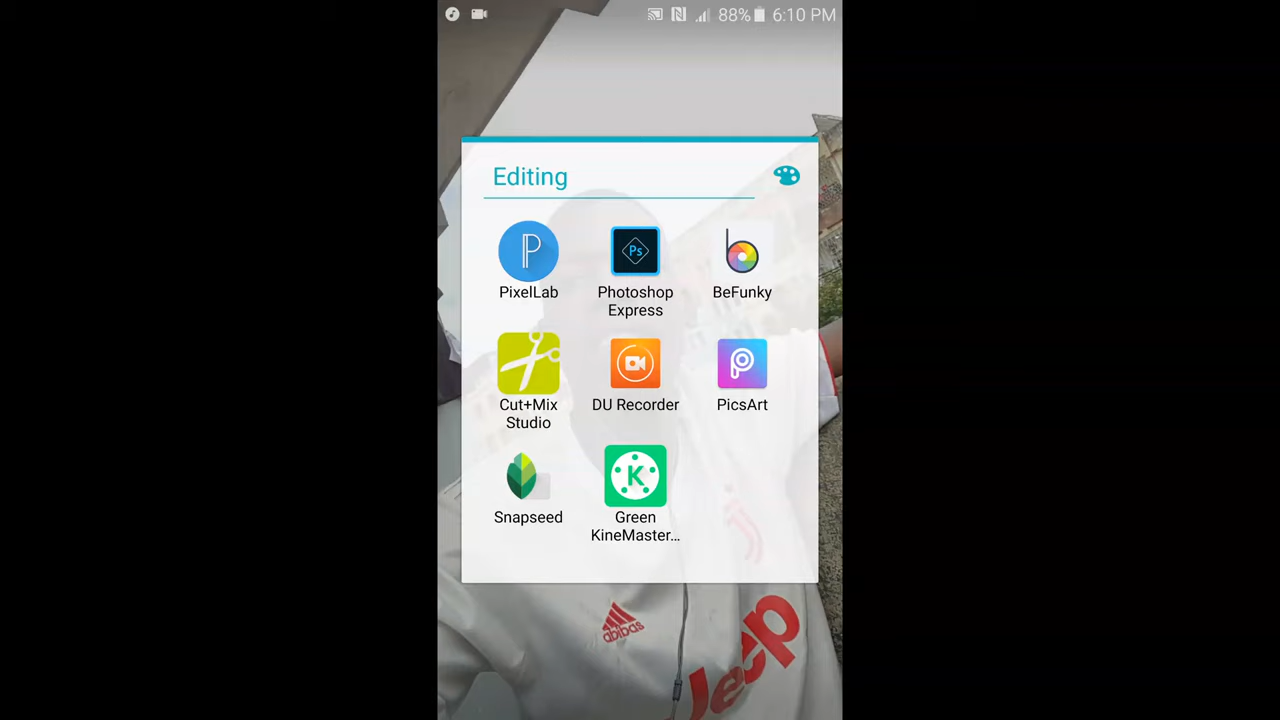 88% 6:10 PM
Editing
PixelLab
Photoshop
Express
BeFunky
Cut+Mix
Studio
DU Recorder
PicsArt
Snapseed
Green
KineMaster...
Ps
K
adidas
Jeep